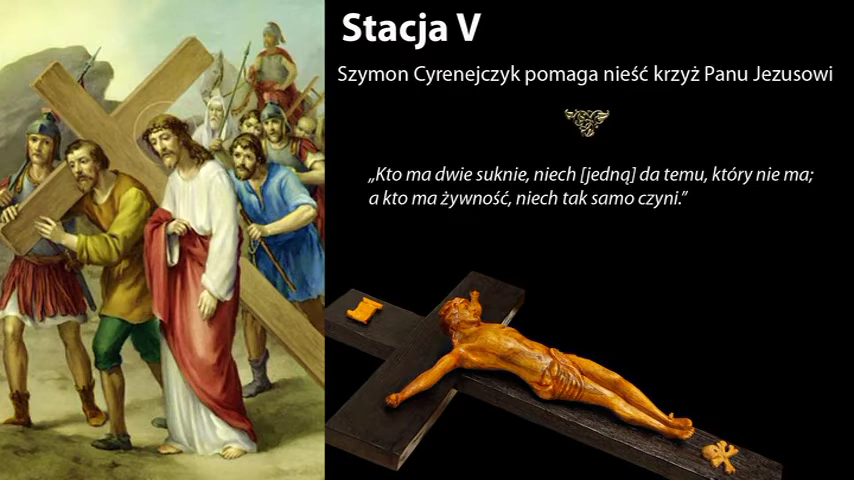 Stacja V
Szymon Cyrenejczyk pomaga nieść krzyż Panu Jezusowi
„Kto ma dwie suknie, niech [jedną] da temu, który nie ma;
a kto ma żywność, niech tak samo czyni.”